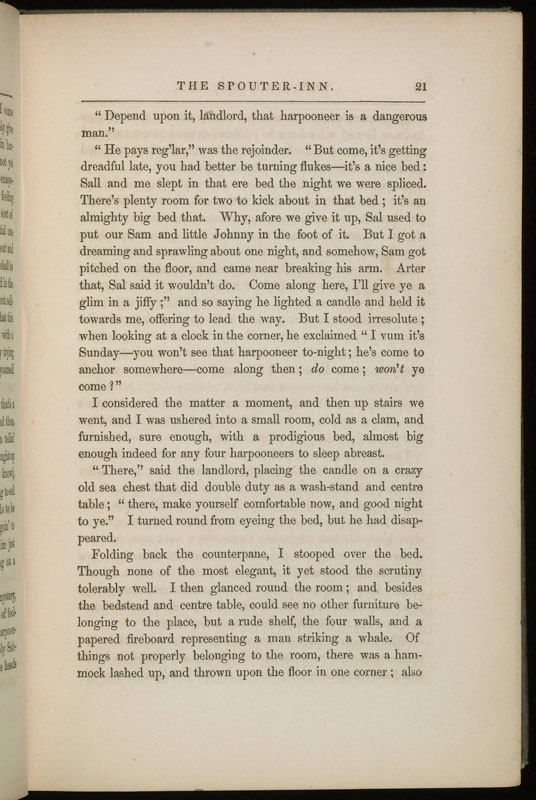 THE SPOUTER-INN. 21
" Depend upon it, landlord, that harpooneer is a dangerous
man."
" He pays reg'lar," was the rejoinder. " But come, it's getting
dreadful late, you had better be turning flukes—it's a nice bed :
Sall and me slept in that ere bed the night we were spliced.
There's plenty room for two to kick about in that bed ; it's an
almighty big bed that. Why, afore we give it up, Sal used to
put our Sam and little Johnny in the foot of it. But I got a
dreaming and sprawling about one night, and somehow, Sam got
pitched on the floor, and came near breaking his arm. Arter
that, Sal said it wouldn't do. Come along here, I'll give ye a
glim in a jiffy ;" and so saying he lighted a candle and held it
towards me, offering to lead the way. But I stood irresolute ;
when looking at a clock in the corner, he exclaimed " I vum it's
Sunday—you won't see that harpooneer to-night ; he's come to
anchor somewhere—come along then ; do come ; won't ye
come ?"
I considered the matter a moment, and then up stairs we
went, and I was ushered into a small room, cold as a clam, and
furnished, sure enough, with a prodigious bed, almost big
enough indeed for any four harpooneers to sleep abreast.
" There," said the landlord, placing the candle on a crazy
old sea chest that did double duty as a wash-stand and centre
table ; " there, make yourself comfortable now, and good night
to ye." I turned round from eyeing the bed, but he had disap-
peared.
Folding back the counterpane, I stooped over the bed.
Though none of the most elegant, it yet stood the scrutiny
tolerably well. I then glanced round the room ; and besides
the bedstead and centre table, could see no other furniture be-
longing to the place, but a rude shelf, the four walls, and a
papered fireboard representing a man striking a whale. Of
things not properly belonging to the room, there was a ham-
mock lashed up, and thrown upon the floor in one corner ; also